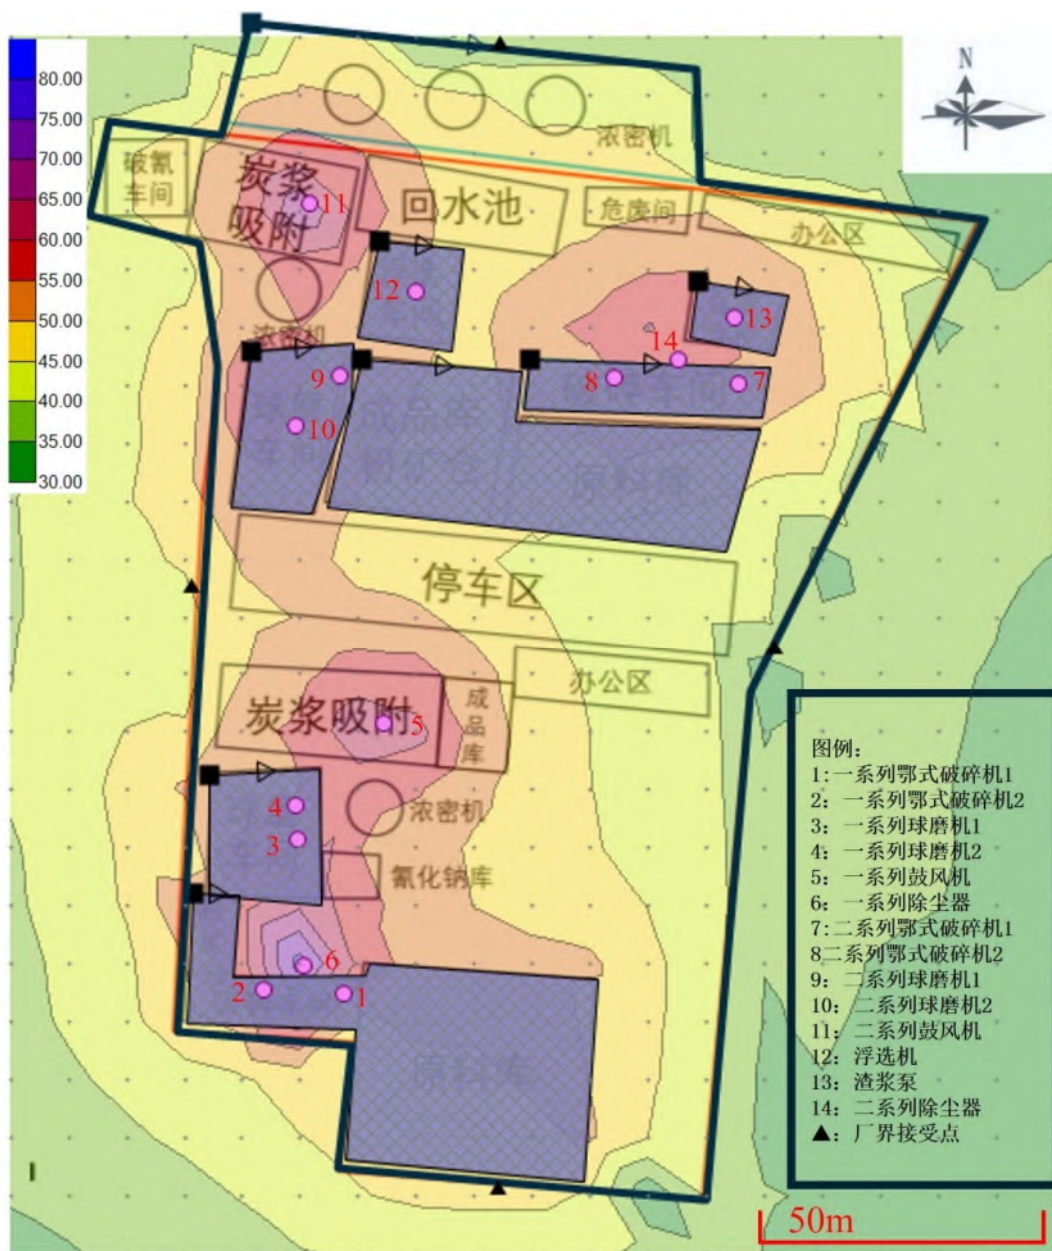 80.00
75.00
70.00
65.00
60.00
55.00
50.00
45.00
40.00
35.00
30.00
N
浓密机
破氰
车间
炭浆
吸附
11
回水池
危废间
办公区
12
浓密机
13
14
9
8
7
10
成品库
原料库
停车区
办公区
炭浆吸附
5
成
品
库
4
浓密机
3
氰化钠库
6
2
1
图例：
1:一系列鄂式破碎机1
2：一系列鄂式破碎机2
3：一系列球磨机1
4：一系列球磨机2
5：一系列鼓风机
6：一系列除尘器
7:二系列鄂式破碎机1
8二系列鄂式破碎机2
9：二系列球磨机1
10：二系列球磨机2
11：二系列鼓风机
12：浮选机
13：渣浆泵
14：二系列除尘器
▲：厂界接受点
50m